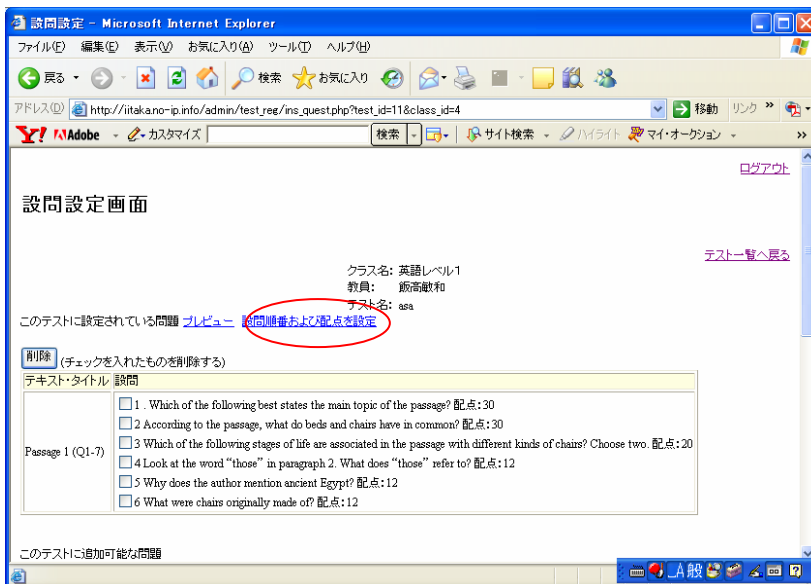 設問設定 - Microsoft Internet Explorer
ファイル(F) 編集(E) 表示(V) お気に入り(A) ツール(T) ヘルプ(H)
戻る 検索 お気に入り
アドレス(D) http://iitaka.no-ip.info/admin/test_reg/ins_quest.php?test_id=11&class_id=4 移動 リンク »
Y! Adobe カスタマイズ 検索 サイト検索 ハイライト マイ・オークション »
ログアウト
設問設定画面
テスト一覧へ戻る
クラス名: 英語レベル1
教員: 飯高敏和
テスト名: asa
このテストに設定されている問題 プレビュー 設問順番および配点を設定
削除 (チェックを入れたものを削除する)
テキスト・タイトル 設問
Passage 1 (Q1-7)
1 . Which of the following best states the main topic of the passage? 配点:30
2 According to the passage, what do beds and chairs have in common? 配点:30
3 Which of the following stages of life are associated in the passage with different kinds of chairs? Choose two. 配点:20
4 Look at the word “those” in paragraph 2. What does “those” refer to? 配点:12
5 Why does the author mention ancient Egypt? 配点:12
6 What were chairs originally made of? 配点:12
このテストに追加可能な問題
A 般